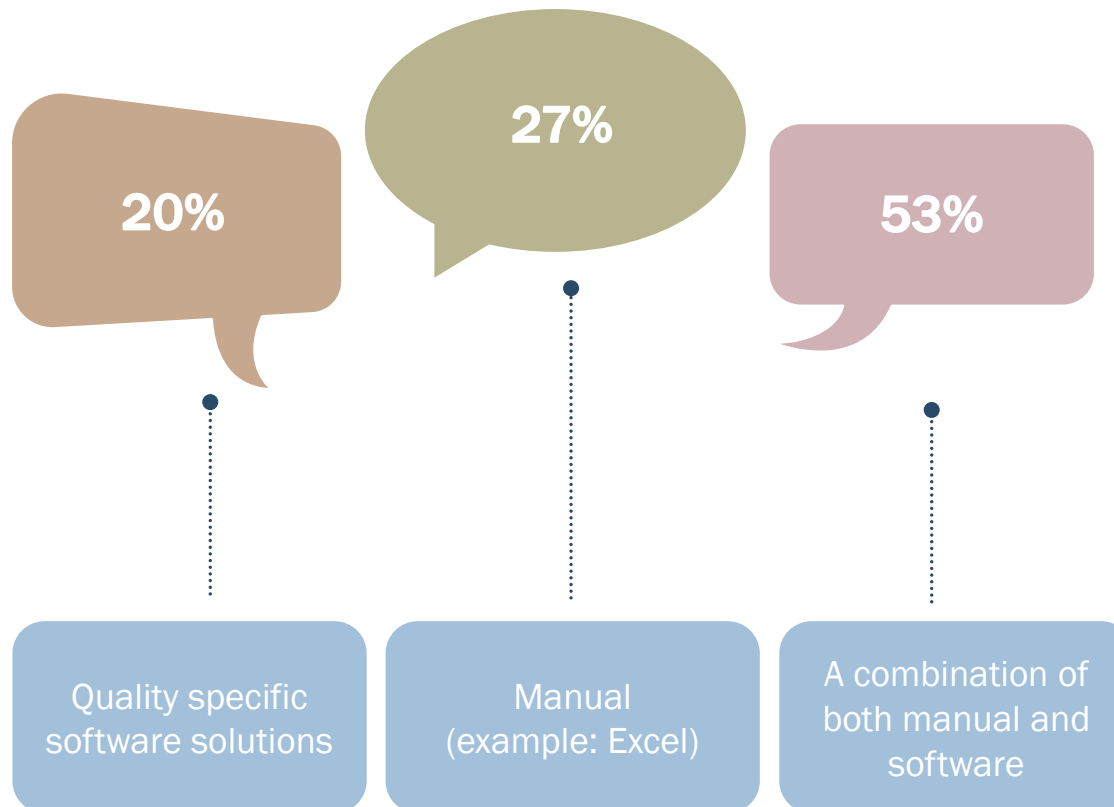 27%
20%
53%
Quality specific
software solutions
Manual
(example: Excel)
A combination of
both manual and
software